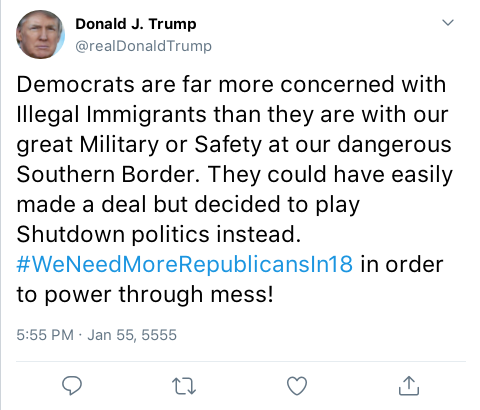 Donald J. Trump
@realDonaldTrump
Democrats are far more concerned with
Illegal Immigrants than they are with our
great Military or Safety at our dangerous
Southern Border. They could have easily
made a deal but decided to play
Shutdown politics instead.
#WeNeedMoreRepublicansIn18 in order
to power through mess!
5:55 PM · Jan 55, 5555